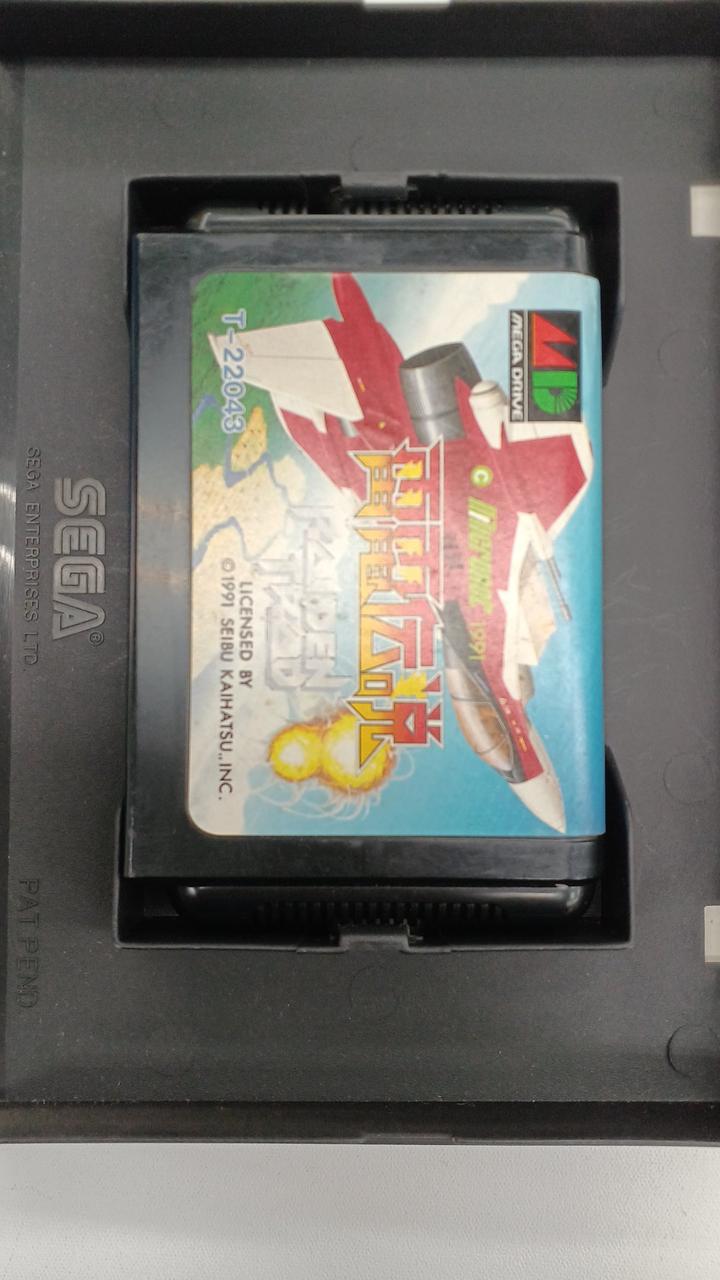 MD
MEGA DRIVE
© Micronet 1991
雷電伝説
RAIDEN
TRAD
LICENSED BY
©1991 SEIBU KAIHATSU., INC.
T-22043
SEGA®
SEGA ENTERPRISES LTD.
PAT PEND.